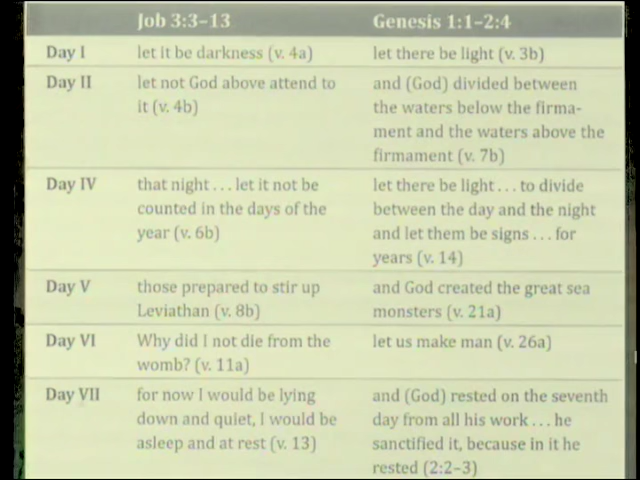 Job 3:3–13 Genesis 1:1–2:4
Day I let it be darkness (v. 4a) let there be light (v. 3b)
Day II let not God above attend to and (God) divided between
it (v. 4b) the waters below the firma-
ment and the waters above the
firmament (v. 7b)
Day IV that night . . . let it not be let there be light . . . to divide
counted in the days of the between the day and the night
year (v. 6b) and let them be signs . . . for
years (v. 14)
Day V those prepared to stir up and God created the great sea
Leviathan (v. 8b) monsters (v. 21a)
Day VI Why did I not die from the let us make man (v. 26a)
womb? (v. 11a)
Day VII for now I would be lying and (God) rested on the seventh
down and quiet, I would be day from all his work . . . he
asleep and at rest (v. 13) sanctified it, because in it he
rested (2:2–3)